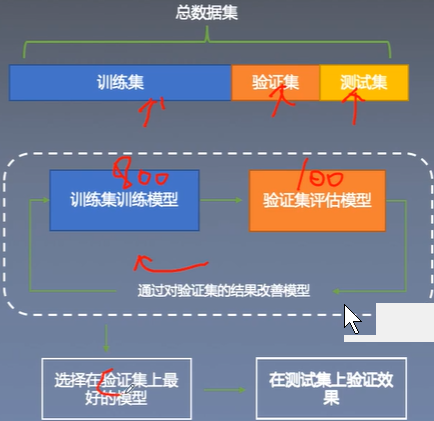 总数据集
训练集 验证集 测试集
800 100
训练集训练模型 验证集评估模型
通过对验证集的结果改善模型
选择在验证集上最
好的模型
在测试集上验证效
果